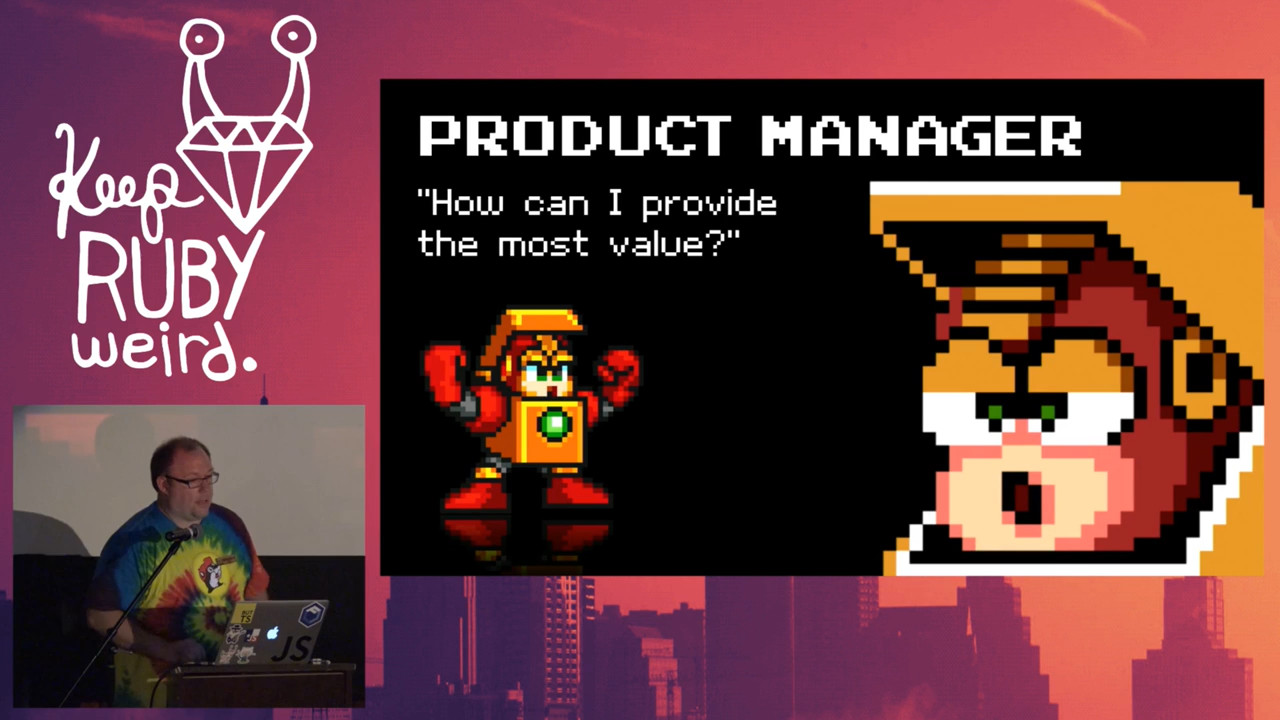 Keep
RUBY
weird.
PRODUCT MANAGER
"How can I provide
the most value?"
JS